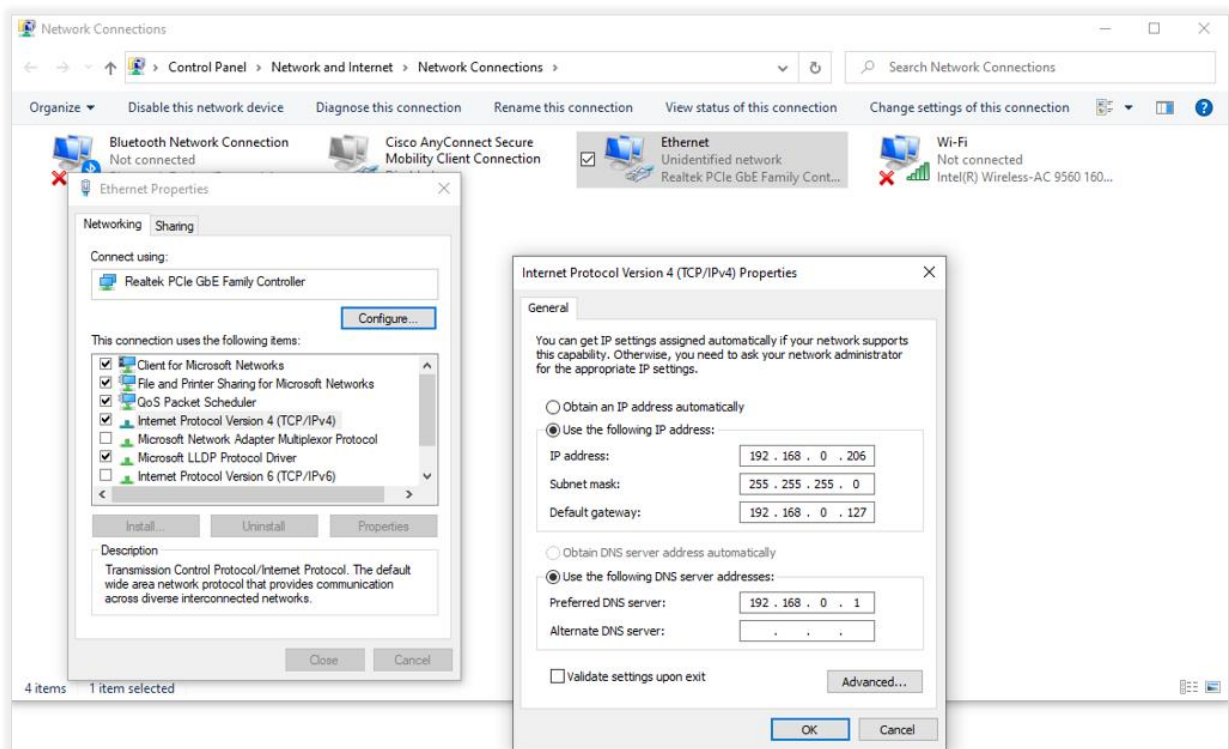 Network Connections
Control Panel > Network and Internet > Network Connections >
Search Network Connections
Organize
Disable this network device
Diagnose this connection
Rename this connection
View status of this connection
Change settings of this connection
Bluetooth Network Connection
Not connected
Cisco AnyConnect Secure
Mobility Client Connection
Ethernet
Unidentified network
Realtek PCIe GbE Family Cont...
Wi-Fi
Not connected
Intel(R) Wireless-AC 9560 160...
Ethernet Properties
Networking
Sharing
Connect using:
Realtek PCIe GbE Family Controller
Configure...
This connection uses the following items:
Client for Microsoft Networks
File and Printer Sharing for Microsoft Networks
QoS Packet Scheduler
Internet Protocol Version 4 (TCP/IPv4)
Microsoft Network Adapter Multiplexor Protocol
Microsoft LLDP Protocol Driver
Internet Protocol Version 6 (TCP/IPv6)
Install...
Uninstall
Properties
Description
Transmission Control Protocol/Internet Protocol. The default
wide area network protocol that provides communication
across diverse interconnected networks.
Close
Cancel
Internet Protocol Version 4 (TCP/IPv4) Properties
General
You can get IP settings assigned automatically if your network supports
this capability. Otherwise, you need to ask your network administrator
for the appropriate IP settings.
Obtain an IP address automatically
Use the following IP address:
IP address: 192 . 168 . 0 . 206
Subnet mask: 255 . 255 . 255 . 0
Default gateway: 192 . 168 . 0 . 127
Obtain DNS server address automatically
Use the following DNS server addresses:
Preferred DNS server: 192 . 168 . 0 . 1
Alternate DNS server: . . .
Validate settings upon exit
Advanced...
OK
Cancel
4 items
1 item selected